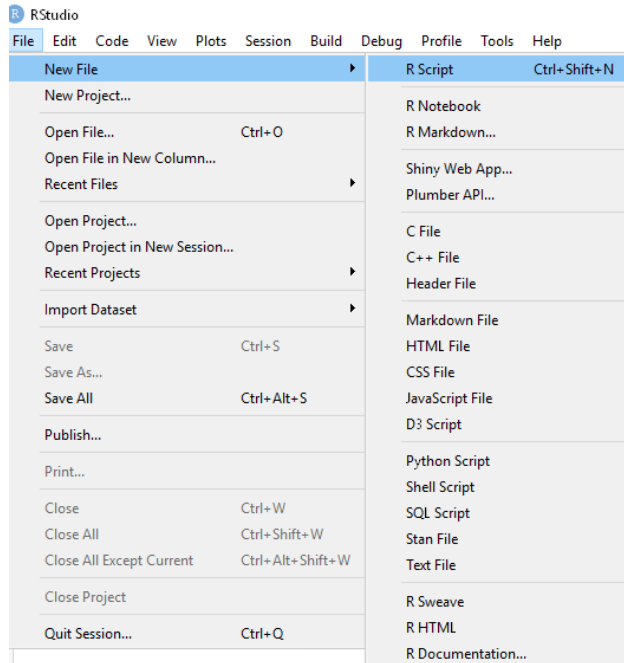 R RStudio
File Edit Code View Plots Session Build Debug Profile Tools Help
New File
New Project...
Open File... Ctrl+O
Open File in New Column...
Recent Files
Open Project...
Open Project in New Session...
Recent Projects
Import Dataset
Save Ctrl+S
Save As...
Save All Ctrl+Alt+S
Publish...
Print...
Close Ctrl+W
Close All Ctrl+Shift+W
Close All Except Current Ctrl+Alt+Shift+W
Close Project
Quit Session... Ctrl+Q
R Script Ctrl+Shift+N
R Notebook
R Markdown...
Shiny Web App...
Plumber API...
C File
C++ File
Header File
Markdown File
HTML File
CSS File
JavaScript File
D3 Script
Python Script
Shell Script
SQL Script
Stan File
Text File
R Sweave
R HTML
R Documentation...